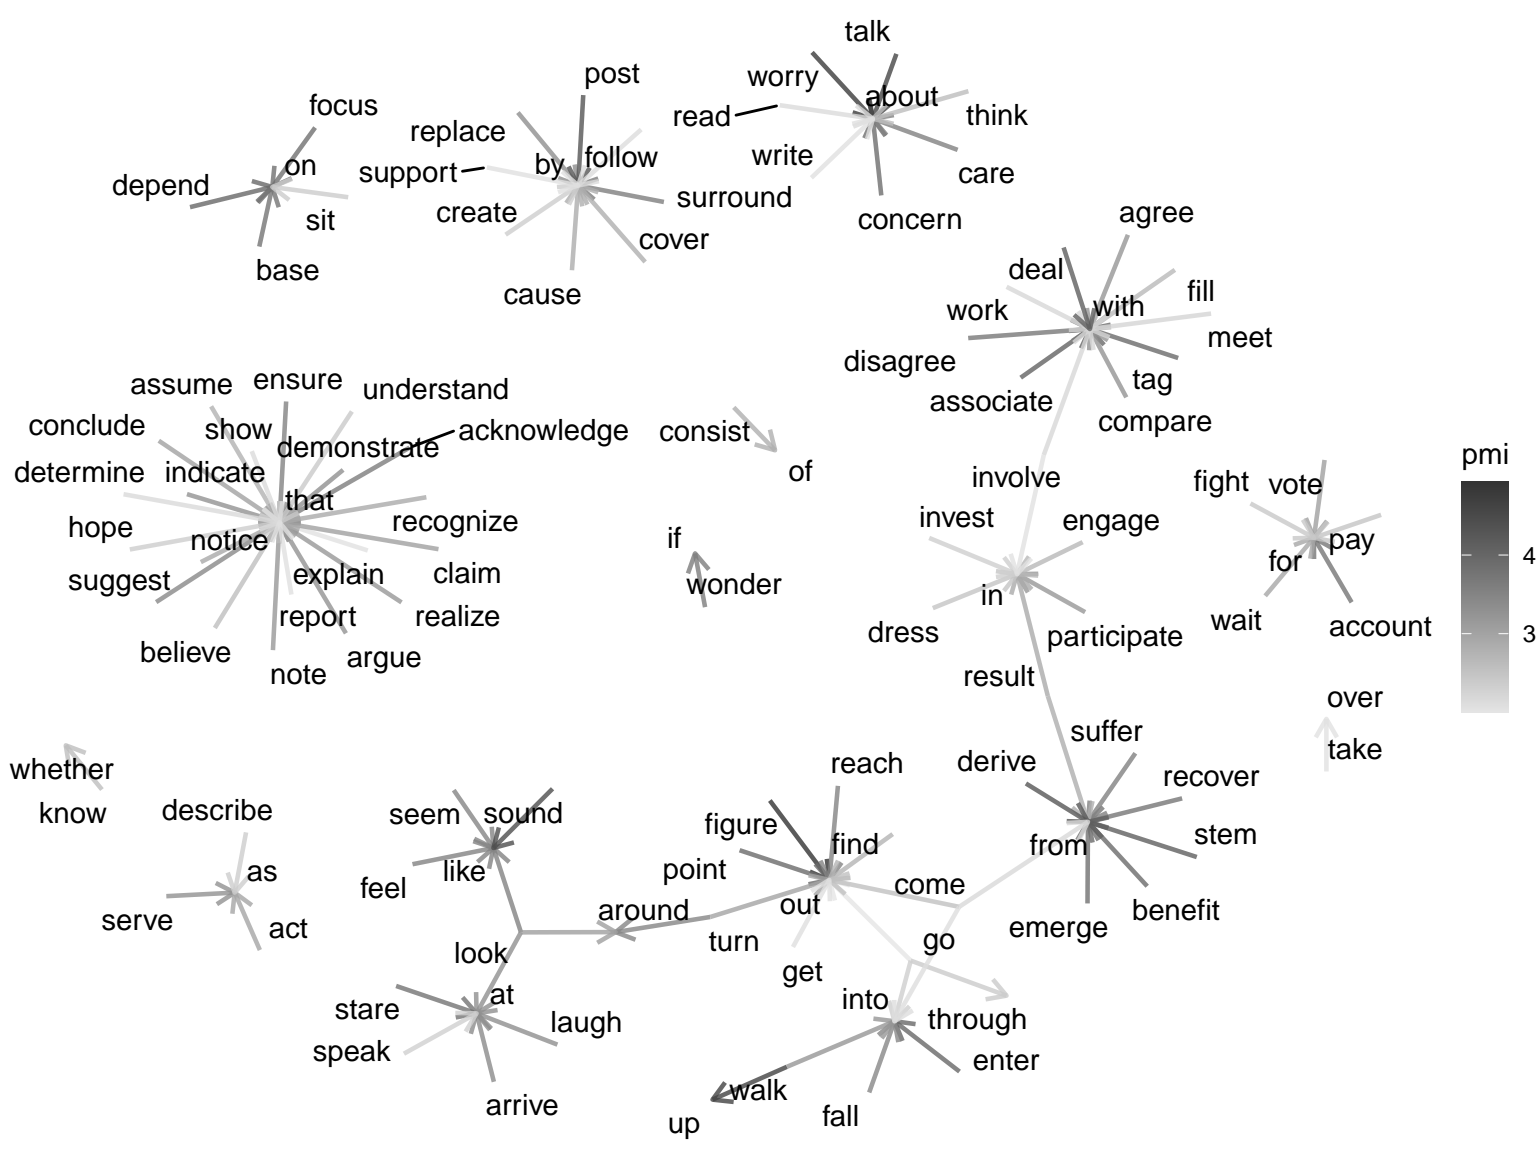 talk
worry
about
post
read
think
focus
replace
on
by
follow
write
support
care
depend
surround
create
concern
sit
cover
agree
base
cause
deal
fill
with
work
meet
disagree
assume
ensure
understand
tag
associate
compare
conclude
show
acknowledge
consist
demonstrate
pmi
determine
indicate
of
involve
fight
vote
that
invest
engage
recognize
hope
notice
if
pay
4
for
suggest
explain
claim
wonder
in
report
realize
dress
participate
wait
account
3
believe
argue
note
result
over
suffer
take
whether
derive
reach
recover
know
describe
seem
sound
figure
find
from
stem
as
like
point
feel
come
serve
act
around
out
emerge
benefit
look
turn
go
get
at
into
stare
laugh
through
speak
enter
walk
arrive
up
fall